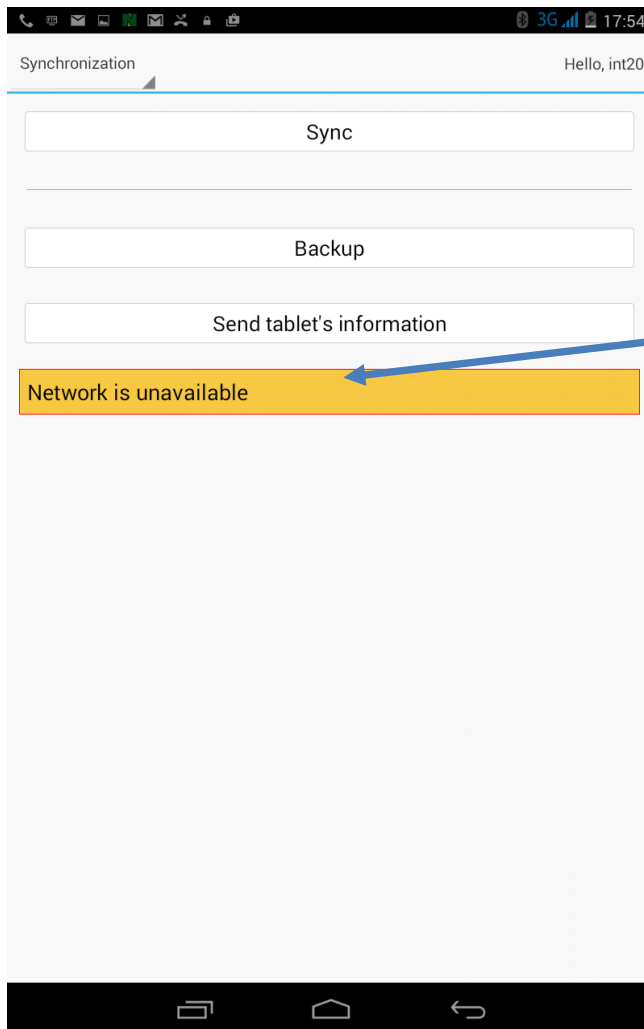 3G 17:54
Synchronization Hello, int20
Sync
Backup
Send tablet's information
Network is unavailable